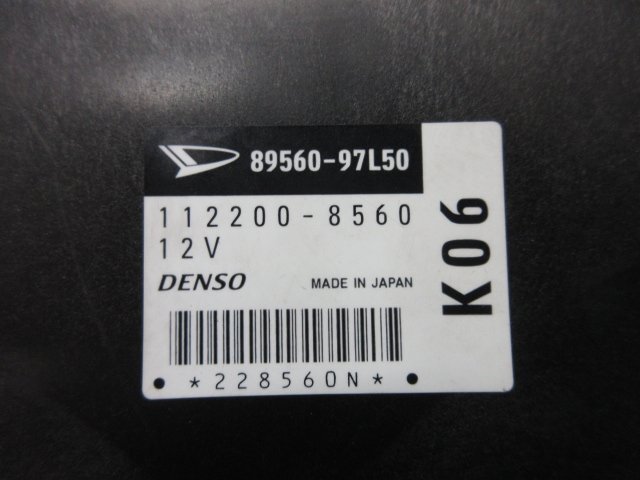 89560-97L50
112200-8560
12V
DENSO MADE IN JAPAN
*228560N*
K06